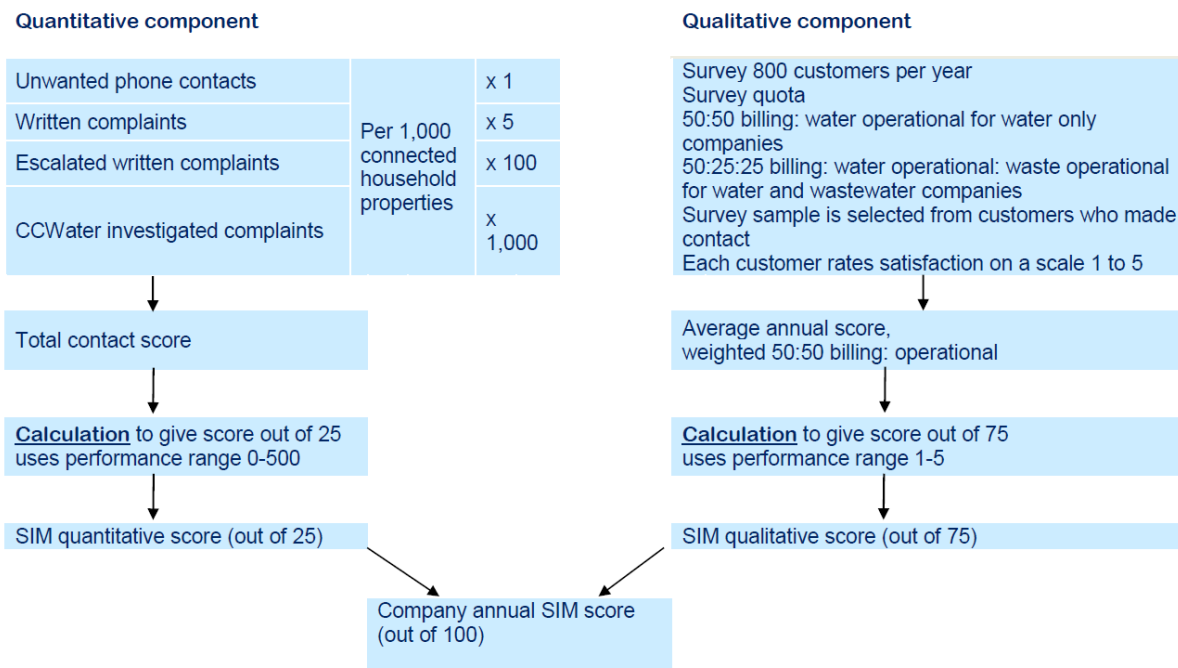 Quantitative component
Unwanted phone contacts
x 1
Written complaints
x 5
Escalated written complaints
x 100
CCWater investigated complaints
x
1,000
Per 1,000
connected
household
properties
Total contact score
Calculation to give score out of 25
uses performance range 0-500
SIM quantitative score (out of 25)
Qualitative component
Survey 800 customers per year
Survey quota
50:50 billing: water operational for water only
companies
50:25:25 billing: water operational: waste operational
for water and wastewater companies
Survey sample is selected from customers who made
contact
Each customer rates satisfaction on a scale 1 to 5
Average annual score,
weighted 50:50 billing: operational
Calculation to give score out of 75
uses performance range 1-5
SIM qualitative score (out of 75)
Company annual SIM score
(out of 100)